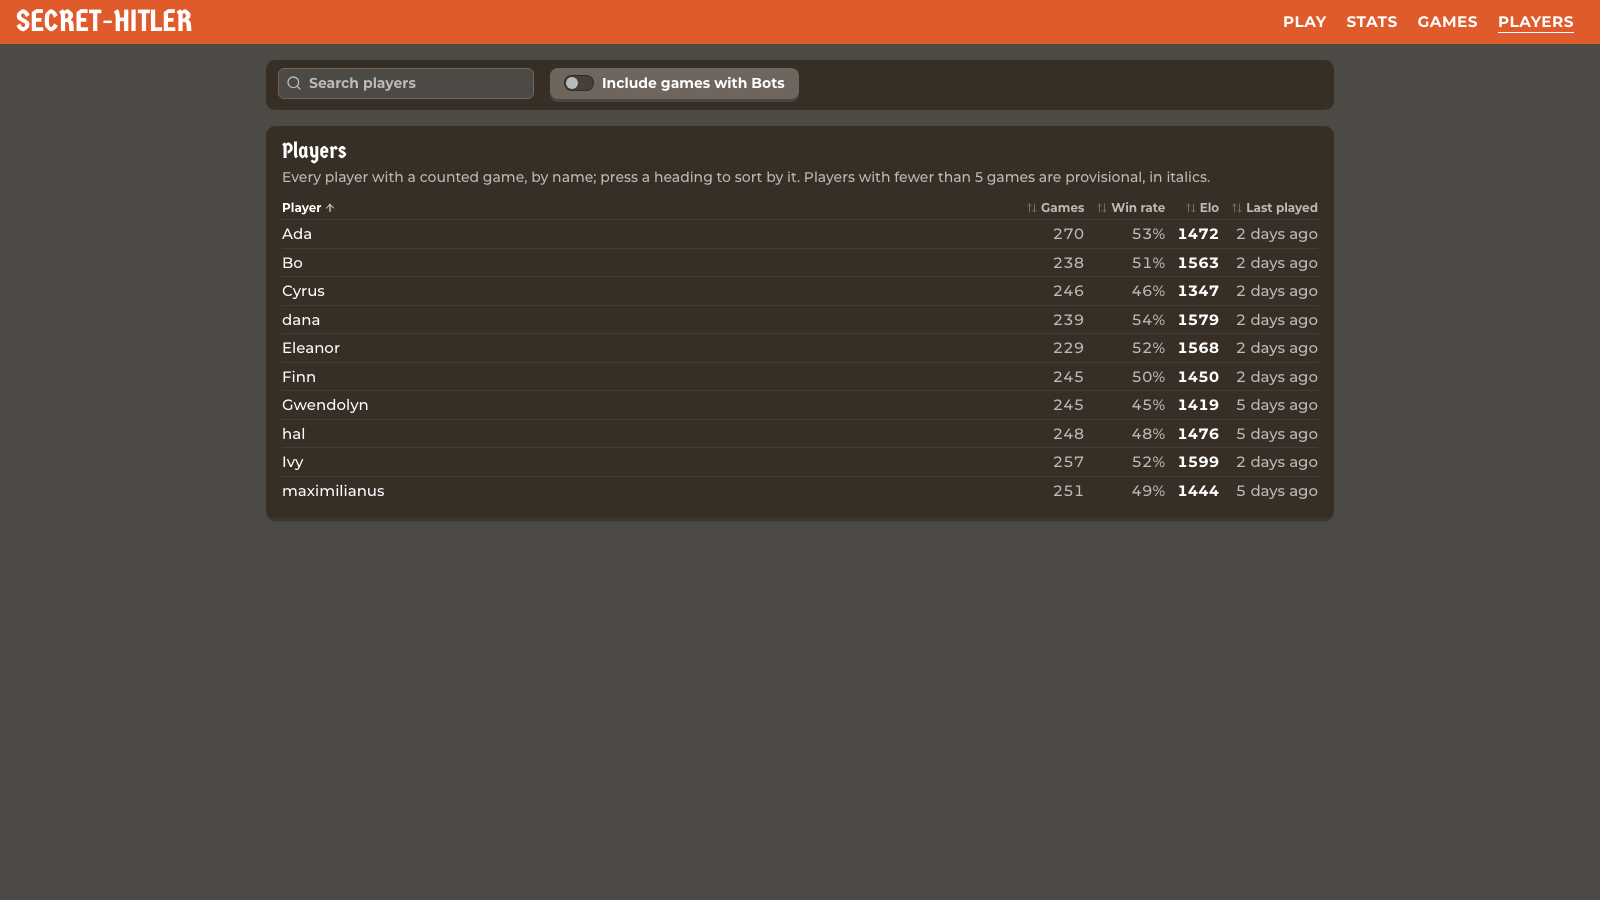 SECRET-HITLER
PLAY STATS GAMES PLAYERS
Search players
Include games with Bots
Players
Every player with a counted game, by name; press a heading to sort by it. Players with fewer than 5 games are provisional, in italics.
Player ↑ ↑↓ Games ↑↓ Win rate ↑↓ Elo ↑↓ Last played
Ada 270 53% 1472 2 days ago
Bo 238 51% 1563 2 days ago
Cyrus 246 46% 1347 2 days ago
dana 239 54% 1579 2 days ago
Eleanor 229 52% 1568 2 days ago
Finn 245 50% 1450 2 days ago
Gwendolyn 245 45% 1419 5 days ago
hal 248 48% 1476 5 days ago
Ivy 257 52% 1599 2 days ago
maximilianus 251 49% 1444 5 days ago